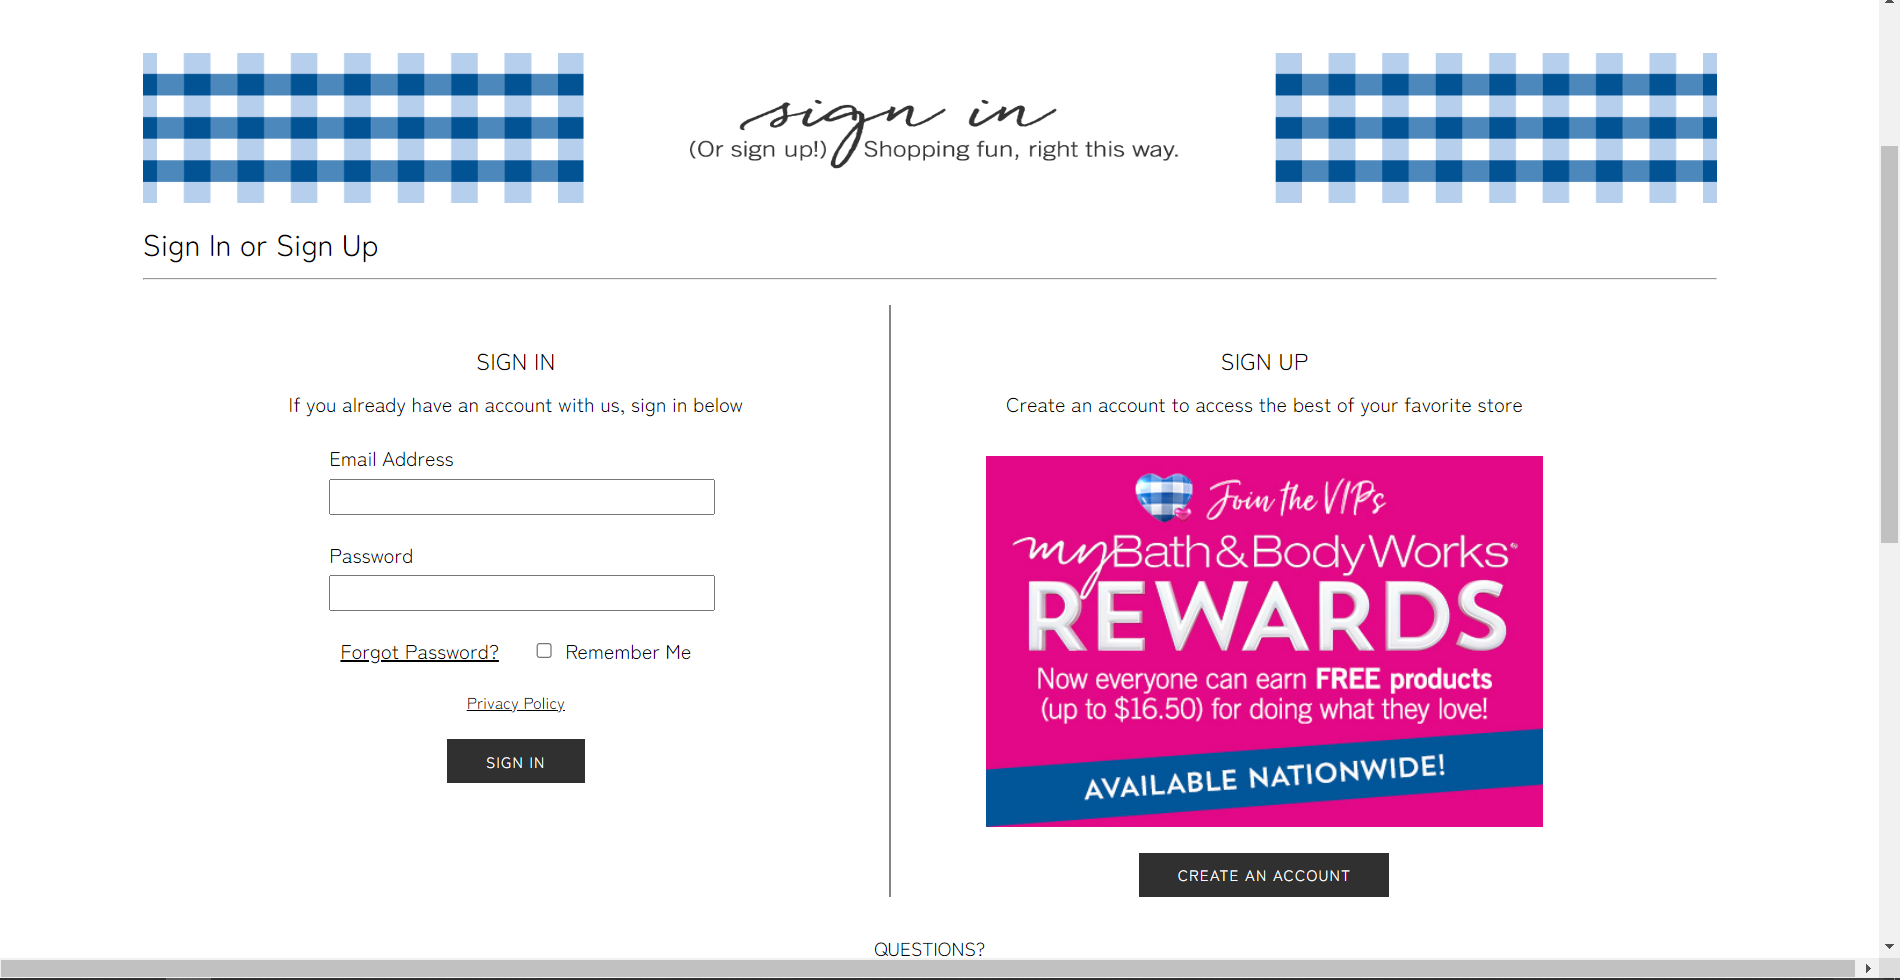 sign in
(Or sign up!) Shopping fun, right this way.
Sign In or Sign Up
SIGN IN
If you already have an account with us, sign in below
Email Address
Password
Forgot Password? Remember Me
Privacy Policy
SIGN IN
SIGN UP
Create an account to access the best of your favorite store
Join the VIPs
myBath&BodyWorks®
REWARDS
Now everyone can earn FREE products
(up to $16.50) for doing what they love!
AVAILABLE NATIONWIDE!
CREATE AN ACCOUNT
QUESTIONS?